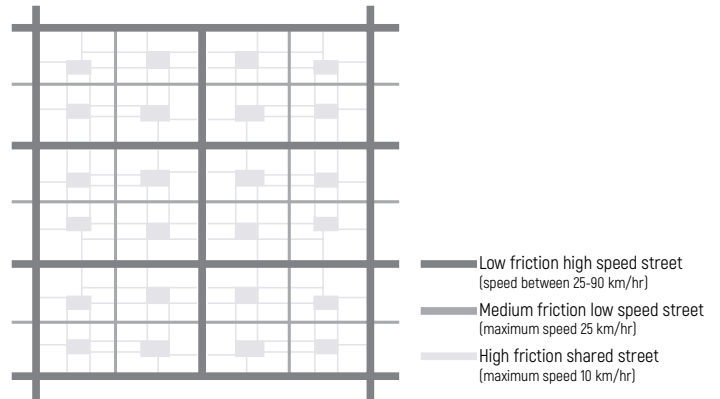 Low friction high speed street
(speed between 25-90 km/hr)
Medium friction low speed street
(maximum speed 25 km/hr)
High friction shared street
(maximum speed 10 km/hr)